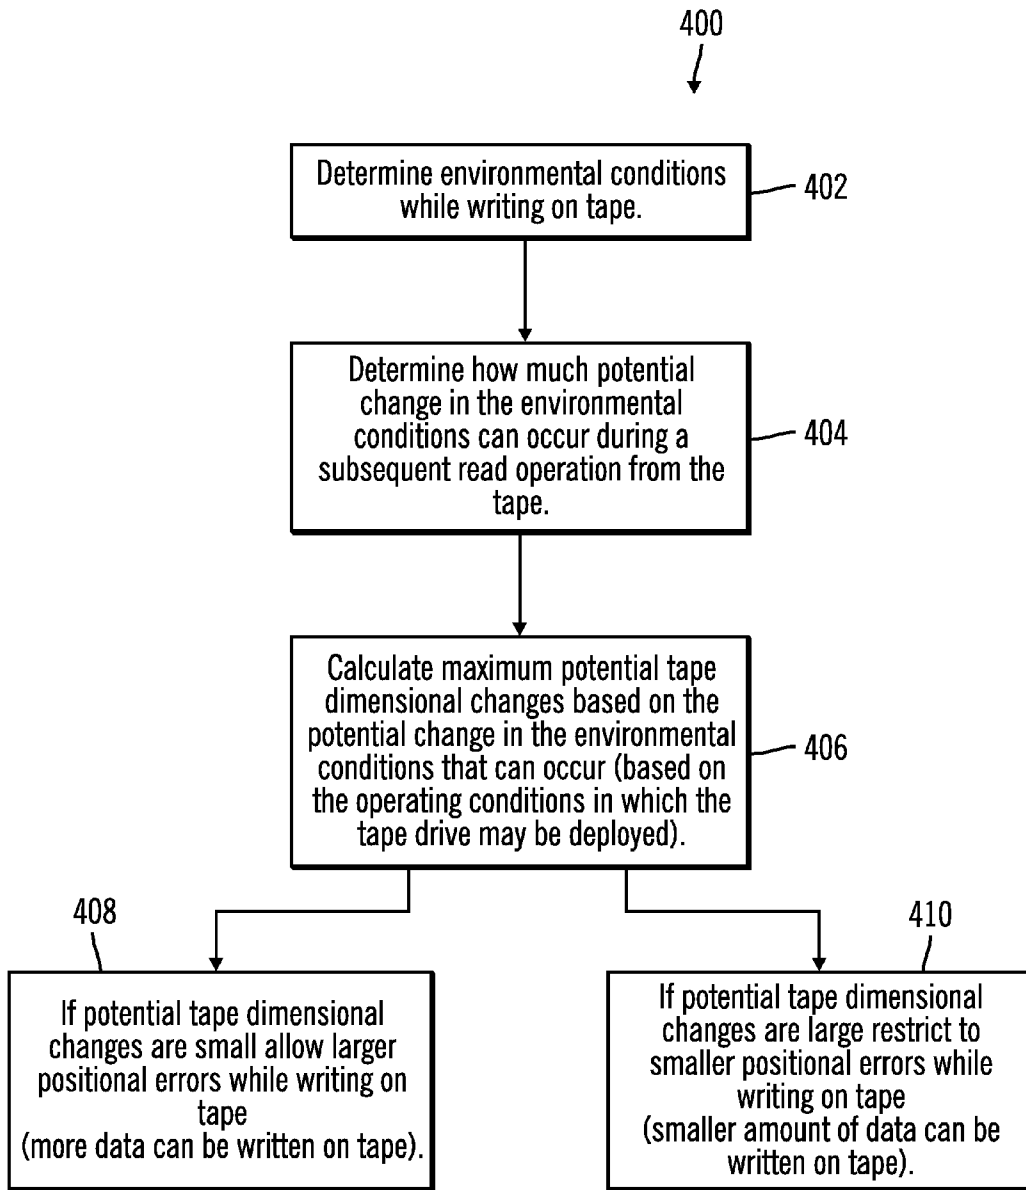 400
Determine environmental conditions
while writing on tape.
402
Determine how much potential
change in the environmental
conditions can occur during a
subsequent read operation from the
tape.
404
Calculate maximum potential tape
dimensional changes based on the
potential change in the environmental
conditions that can occur (based on
the operating conditions in which the
tape drive may be deployed).
406
408
If potential tape dimensional
changes are small allow larger
positional errors while writing on
tape
(more data can be written on tape).
410
If potential tape dimensional
changes are large restrict to
smaller positional errors while
writing on tape
(smaller amount of data can be
written on tape).